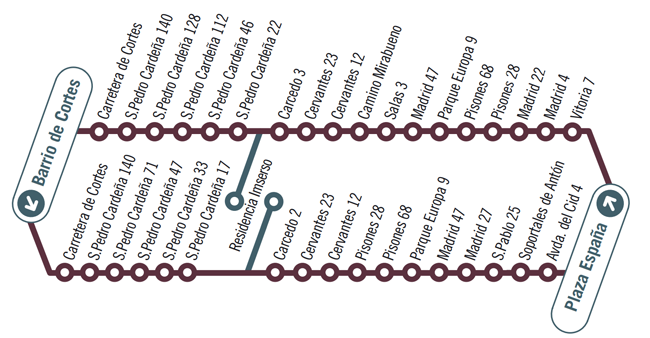 Barrio de Cortes
Carretera de Cortes
S.Pedro Cardeña 140
S.Pedro Cardeña 128
S.Pedro Cardeña 112
S.Pedro Cardeña 46
S.Pedro Cardeña 22
Carcedo 3
Cervantes 23
Cervantes 12
Camino Mirabueno
Salas 3
Madrid 47
Parque Europa 9
Pisones 68
Pisones 28
Madrid 22
Madrid 4
Vitoria 7
Carretera de Cortes
S.Pedro Cardeña 140
S.Pedro Cardeña 71
S.Pedro Cardeña 47
S.Pedro Cardeña 33
S.Pedro Cardeña 17
Residencia Imserso
Carcedo 2
Cervantes 23
Cervantes 12
Pisones 28
Pisones 68
Parque Europa 9
Madrid 47
Madrid 27
S.Pablo 25
Soportales de Antón
Avda. del Cid 4
Plaza España